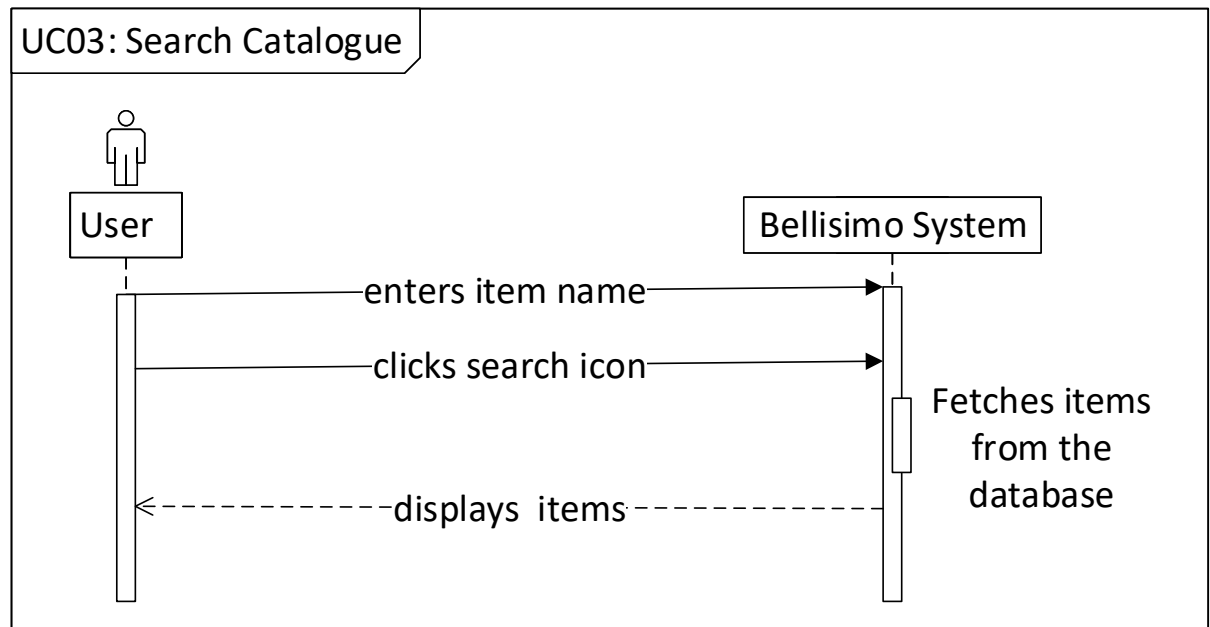 UC03: Search Catalogue
User
Bellisimo System
enters item name
clicks search icon
Fetches items
from the
database
displays  items